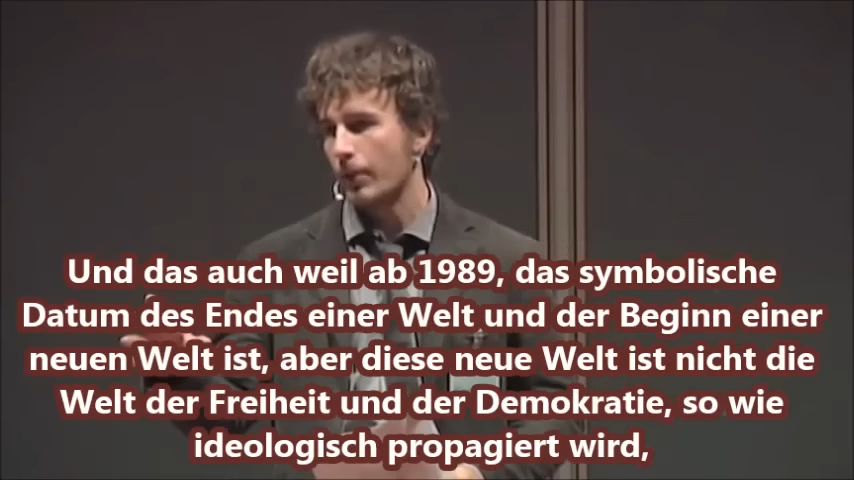 Und das auch weil ab 1989, das symbolische
Datum des Endes einer Welt und der Beginn einer
neuen Welt ist, aber diese neue Welt ist nicht die
Welt der Freiheit und der Demokratie, so wie
ideologisch propagiert wird,